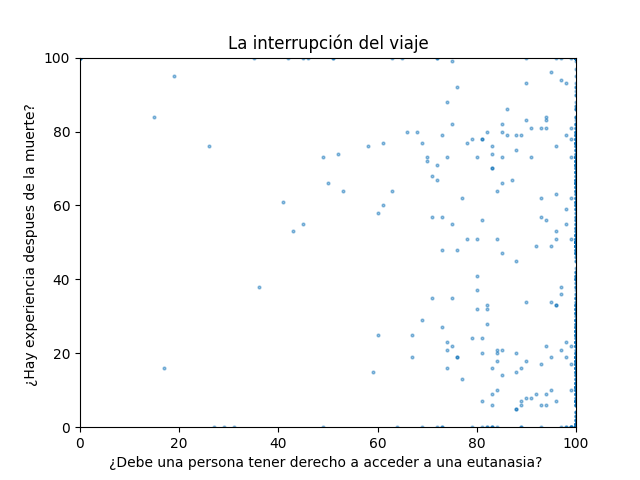 La interrupción del viaje
100
80
60
40
20
0
¿Hay experiencia despues de la muerte?
0 20 40 60 80 100
¿Debe una persona tener derecho a acceder a una eutanasia?